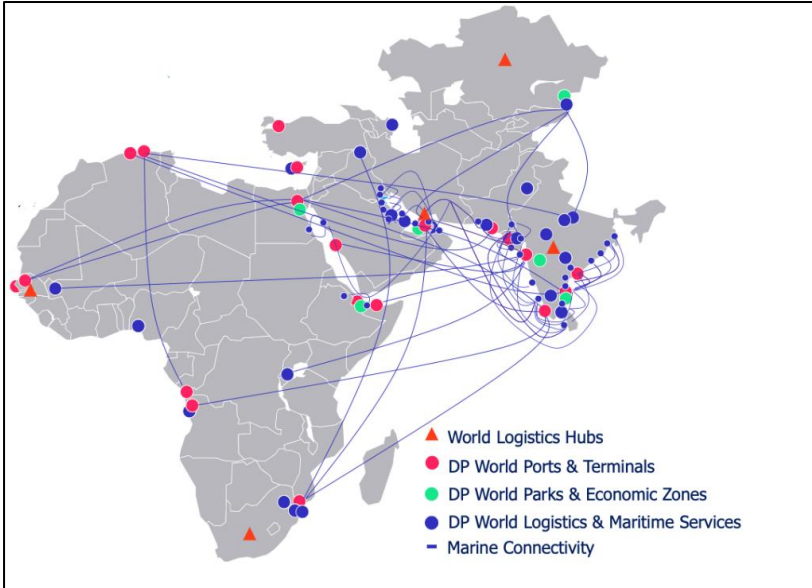 World Logistics Hubs
DP World Ports & Terminals
DP World Parks & Economic Zones
DP World Logistics & Maritime Services
Marine Connectivity